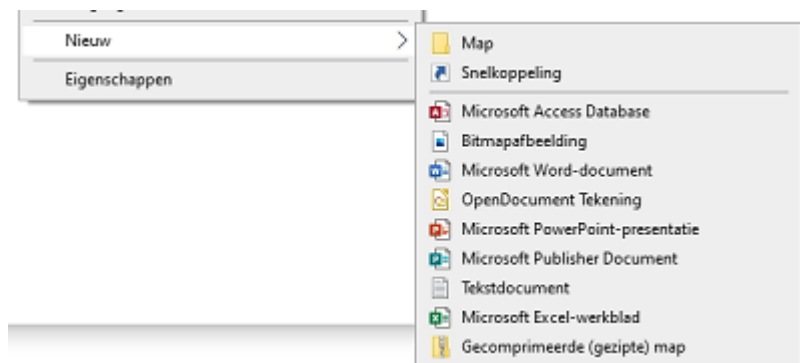 Nieuw
Eigenschappen
Map
Snelkoppeling
Microsoft Access Database
Bitmapafbeelding
Microsoft Word-document
OpenDocument Tekening
Microsoft PowerPoint-presentatie
Microsoft Publisher Document
Tekstdocument
Microsoft Excel-werkblad
Gecomprimeerde (gezipte) map